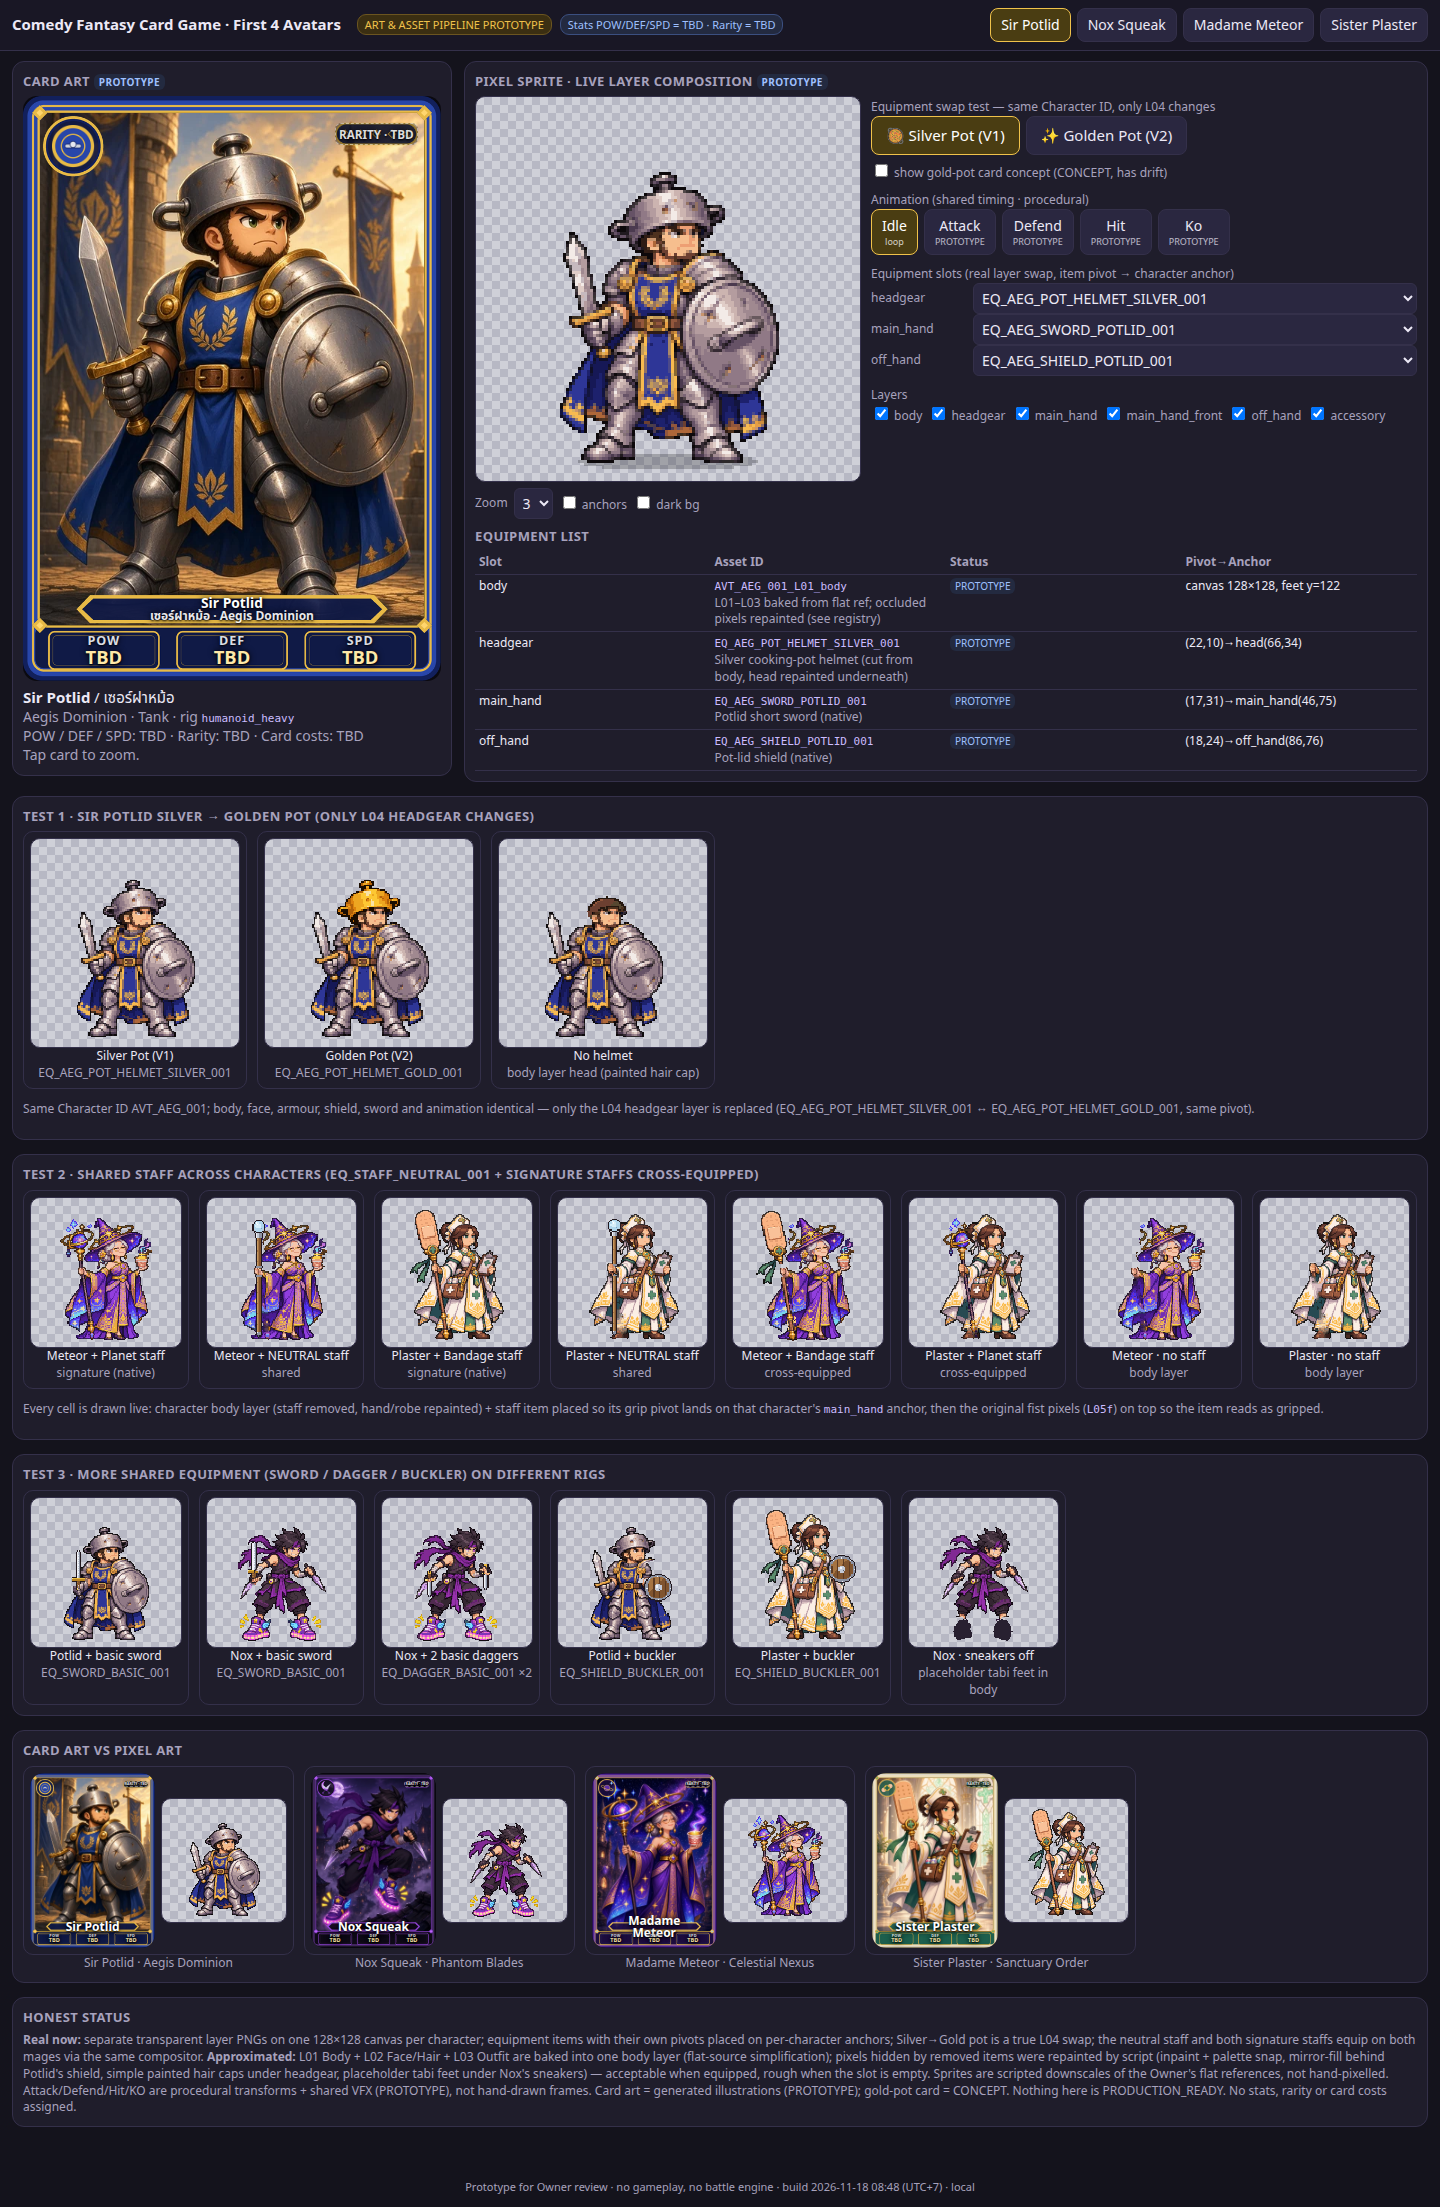 Comedy Fantasy Card Game · First 4 Avatars
ART & ASSET PIPELINE PROTOTYPE
Stats POW/DEF/SPD = TBD · Rarity = TBD
Sir Potlid
Nox Squeak
Madame Meteor
Sister Plaster
CARD ART PROTOTYPE
RARITY · TBD
Sir Potlid
เซอร์ฝาหม้อ · Aegis Dominion
POW
TBD
DEF
TBD
SPD
TBD
Sir Potlid / เซอร์ฝาหม้อ
Aegis Dominion · Tank · rig humanoid_heavy
POW / DEF / SPD: TBD · Rarity: TBD · Card costs: TBD
Tap card to zoom.
PIXEL SPRITE · LIVE LAYER COMPOSITION PROTOTYPE
Equipment swap test — same Character ID, only L04 changes
🥘 Silver Pot (V1)
✨ Golden Pot (V2)
show gold-pot card concept (CONCEPT, has drift)
Animation (shared timing · procedural)
Idle
loop
Attack
PROTOTYPE
Defend
PROTOTYPE
Hit
PROTOTYPE
Ko
PROTOTYPE
Equipment slots (real layer swap, item pivot → character anchor)
headgear
EQ_AEG_POT_HELMET_SILVER_001
main_hand
EQ_AEG_SWORD_POTLID_001
off_hand
EQ_AEG_SHIELD_POTLID_001
Layers
body headgear main_hand main_hand_front off_hand accessory
Zoom 3 anchors dark bg
EQUIPMENT LIST
Slot Asset ID Status Pivot→Anchor
body AVT_AEG_001_L01_body PROTOTYPE canvas 128×128, feet y=122
L01–L03 baked from flat ref; occluded
pixels repainted (see registry)
headgear EQ_AEG_POT_HELMET_SILVER_001 PROTOTYPE (22,10)→head(66,34)
Silver cooking-pot helmet (cut from
body, head repainted underneath)
main_hand EQ_AEG_SWORD_POTLID_001 PROTOTYPE (17,31)→main_hand(46,75)
Potlid short sword (native)
off_hand EQ_AEG_SHIELD_POTLID_001 PROTOTYPE (18,24)→off_hand(86,76)
Pot-lid shield (native)
TEST 1 · SIR POTLID SILVER → GOLDEN POT (ONLY L04 HEADGEAR CHANGES)
Silver Pot (V1)
EQ_AEG_POT_HELMET_SILVER_001
Golden Pot (V2)
EQ_AEG_POT_HELMET_GOLD_001
No helmet
body layer head (painted hair cap)
Same Character ID AVT_AEG_001; body, face, armour, shield, sword and animation identical — only the L04 headgear layer is replaced (EQ_AEG_POT_HELMET_SILVER_001 ↔ EQ_AEG_POT_HELMET_GOLD_001, same pivot).
TEST 2 · SHARED STAFF ACROSS CHARACTERS (EQ_STAFF_NEUTRAL_001 + SIGNATURE STAFFS CROSS-EQUIPPED)
Meteor + Planet staff
signature (native)
Meteor + NEUTRAL staff
shared
Plaster + Bandage staff
signature (native)
Plaster + NEUTRAL staff
shared
Meteor + Bandage staff
cross-equipped
Plaster + Planet staff
cross-equipped
Meteor · no staff
body layer
Plaster · no staff
body layer
Every cell is drawn live: character body layer (staff removed, hand/robe repainted) + staff item placed so its grip pivot lands on that character's main_hand anchor, then the original fist pixels (L05f) on top so the item reads as gripped.
TEST 3 · MORE SHARED EQUIPMENT (SWORD / DAGGER / BUCKLER) ON DIFFERENT RIGS
Potlid + basic sword
EQ_SWORD_BASIC_001
Nox + basic sword
EQ_SWORD_BASIC_001
Nox + 2 basic daggers
EQ_DAGGER_BASIC_001 ×2
Potlid + buckler
EQ_SHIELD_BUCKLER_001
Plaster + buckler
EQ_SHIELD_BUCKLER_001
Nox · sneakers off
placeholder tabi feet in
body
CARD ART VS PIXEL ART
Sir Potlid
POW TBD DEF TBD SPD TBD
Sir Potlid · Aegis Dominion
Nox Squeak
POW TBD DEF TBD SPD TBD
Nox Squeak · Phantom Blades
Madame
Meteor
POW TBD DEF TBD SPD TBD
Madame Meteor · Celestial Nexus
Sister Plaster
POW TBD DEF TBD SPD TBD
Sister Plaster · Sanctuary Order
HONEST STATUS
Real now: separate transparent layer PNGs on one 128×128 canvas per character; equipment items with their own pivots placed on per-character anchors; Silver→Gold pot is a true L04 swap; the neutral staff and both signature staffs equip on both
mages via the same compositor. Approximated: L01 Body + L02 Face/Hair + L03 Outfit are baked into one body layer (flat-source simplification); pixels hidden by removed items were repainted by script (inpaint + palette snap, mirror-fill behind
Potlid's shield, simple painted hair caps under headgear, placeholder tabi feet under Nox's sneakers) — acceptable when equipped, rough when the slot is empty. Sprites are scripted downscales of the Owner's flat references, not hand-pixelled.
Attack/Defend/Hit/KO are procedural transforms + shared VFX (PROTOTYPE), not hand-drawn frames. Card art = generated illustrations (PROTOTYPE); gold-pot card = CONCEPT. Nothing here is PRODUCTION_READY. No stats, rarity or card costs
assigned.
Prototype for Owner review · no gameplay, no battle engine · build 2026-11-18 08:48 (UTC+7) · local